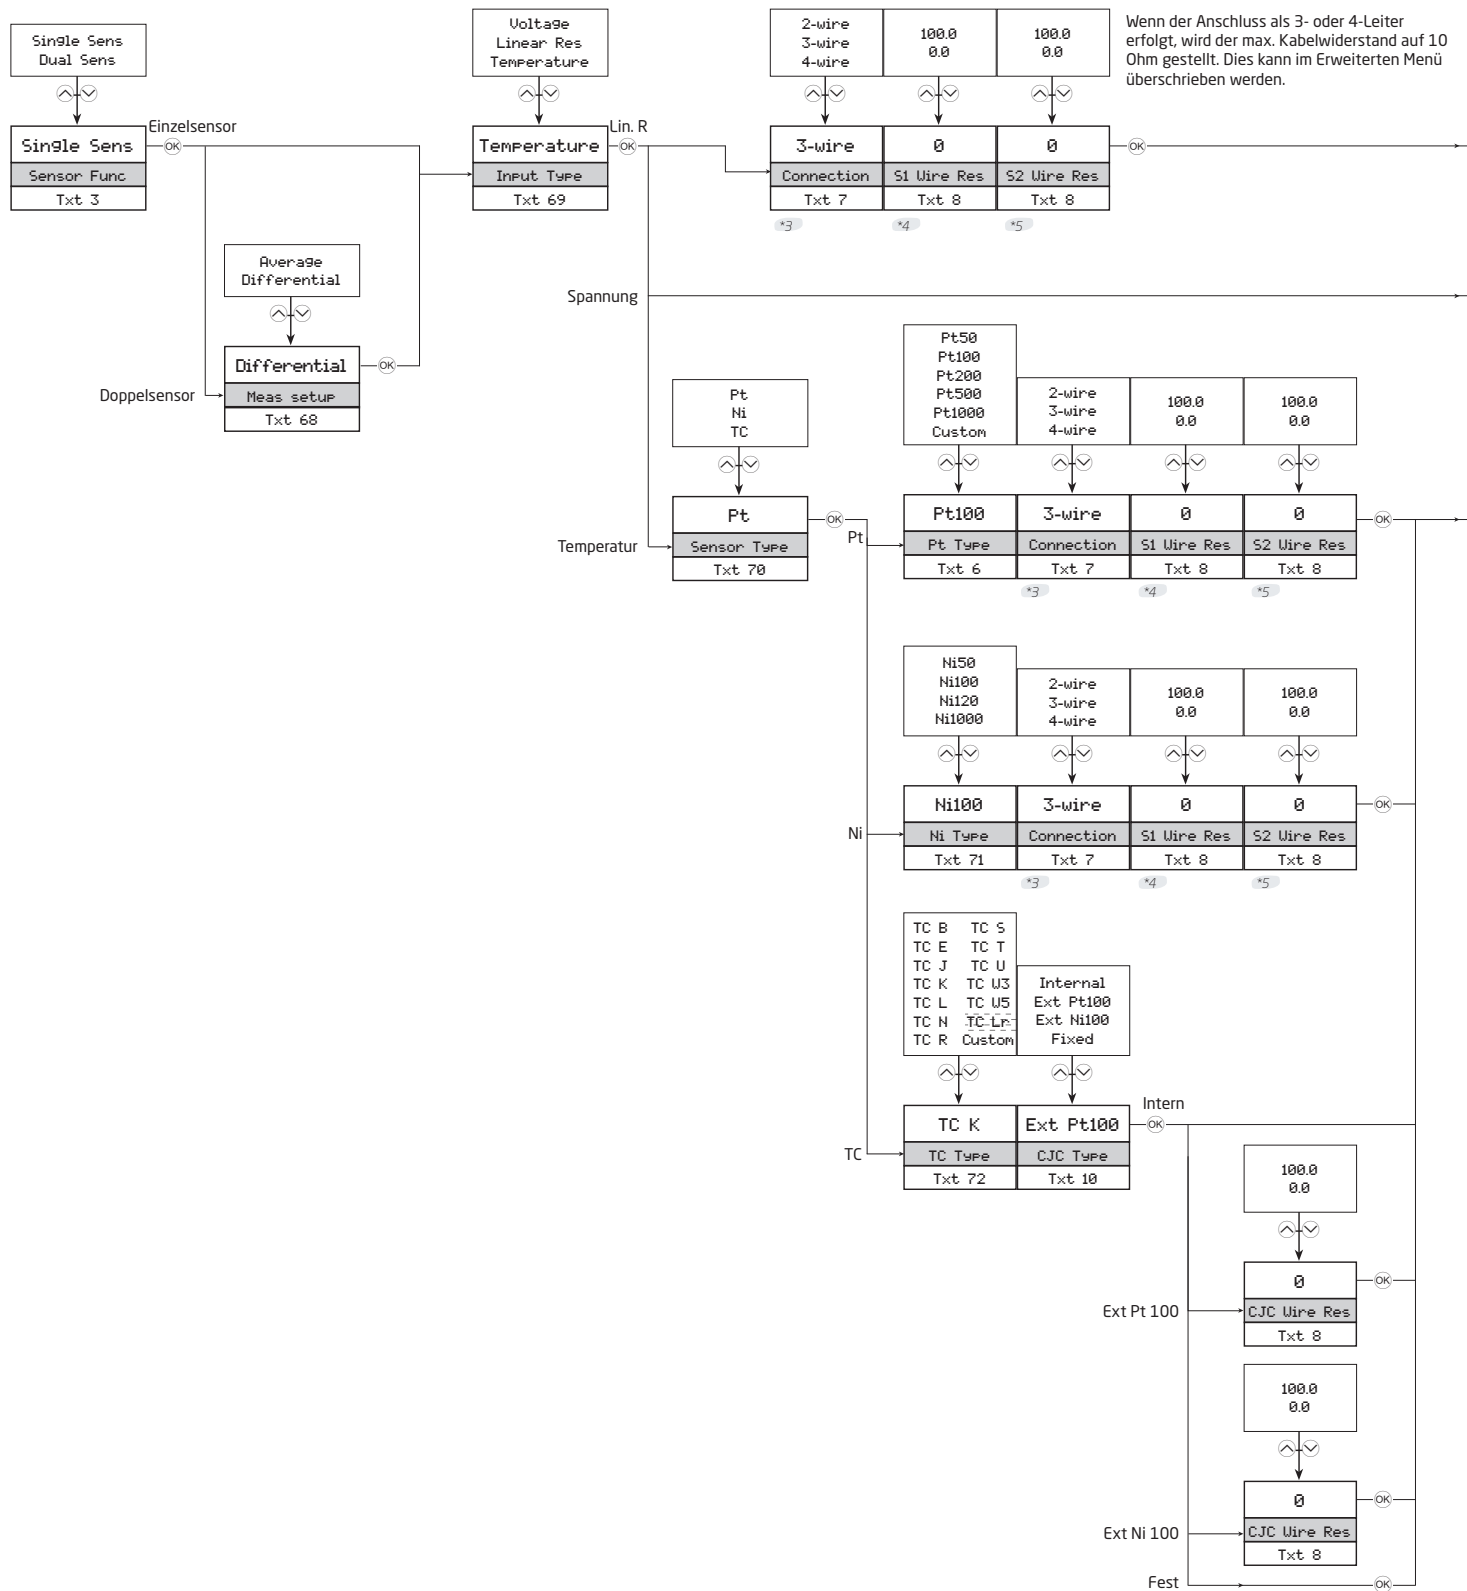 Single Sens
Dual Sens
Single Sens
Sensor Func
Txt 3
Einzelsensor
OK
Average
Differential
Differential
Meas setup
Txt 68
Doppelsensor
OK
Voltage
Linear Res
Temperature
Temperature
Input Type
Txt 69
Lin. R
OK
2-wire
3-wire
4-wire
3-wire
Connection
Txt 7
*3
100.0
0.0
0
S1 Wire Res
Txt 8
*4
100.0
0.0
0
S2 Wire Res
Txt 8
*5
OK
Wenn der Anschluss als 3- oder 4-Leiter
erfolgt, wird der max. Kabelwiderstand auf 10
Ohm gestellt. Dies kann im Erweiterten Menü
überschrieben werden.
Spannung
Temperatur
Pt
Ni
TC
Pt
Sensor Type
Txt 70
OK
Pt
Pt50
Pt100
Pt200
Pt500
Pt1000
Custom
Pt100
Pt Type
Txt 6
2-wire
3-wire
4-wire
3-wire
Connection
Txt 7
*3
100.0
0.0
0
S1 Wire Res
Txt 8
*4
100.0
0.0
0
S2 Wire Res
Txt 8
*5
OK
Ni
Ni50
Ni100
Ni120
Ni1000
Ni100
Ni Type
Txt 71
2-wire
3-wire
4-wire
3-wire
Connection
Txt 7
*3
100.0
0.0
0
S1 Wire Res
Txt 8
*4
100.0
0.0
0
S2 Wire Res
Txt 8
*5
OK
TC
TC B TC S
TC E TC T
TC J TC U
TC K TC W3
TC L TC W5
TC N TC Lr
TC R Custom
TC K
TC Type
Txt 72
Internal
Ext Pt100
Ext Ni100
Fixed
Ext Pt100
CJC Type
Txt 10
Intern
OK
Ext Pt 100
100.0
0.0
0
CJC Wire Res
Txt 8
OK
Ext Ni 100
100.0
0.0
0
CJC Wire Res
Txt 8
OK
Fest
OK